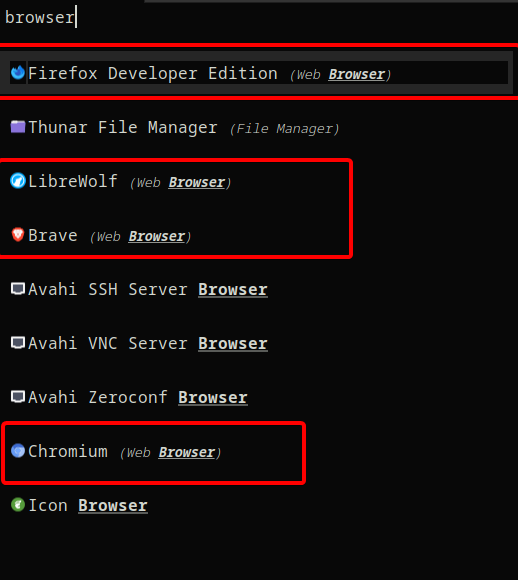 browser
Firefox Developer Edition (Web Browser)
Thunar File Manager (File Manager)
LibreWolf (Web Browser)
Brave (Web Browser)
Avahi SSH Server Browser
Avahi VNC Server Browser
Avahi Zeroconf Browser
Chromium (Web Browser)
Icon Browser